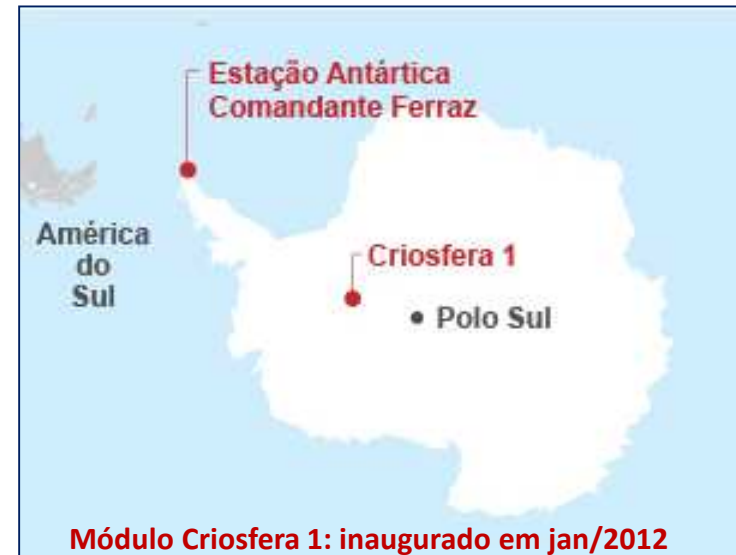 Estação Antártica
Comandante Ferraz
América
do
Sul
Criosfera 1
Polo Sul
Módulo Criosfera 1: inaugurado em jan/2012